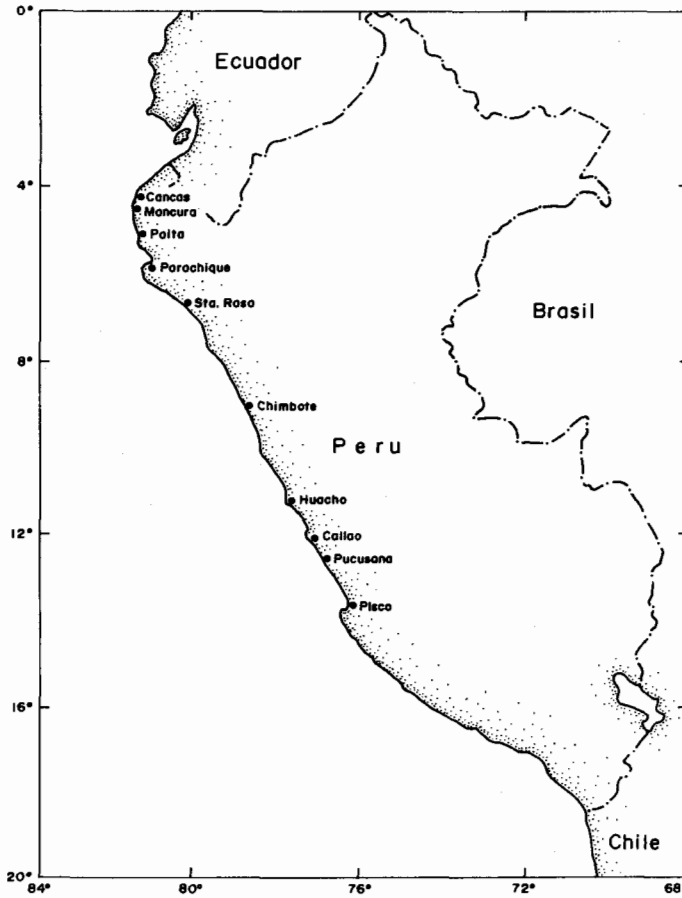 0°
Ecuador
4°
Cancas
Mancura
Paita
Parachique
Sta. Rosa
Brasil
8°
Chimbote
Peru
Huacho
12°
Callao
Pucusana
Pisco
16°
Chile
20°
84° 80° 76° 72° 68